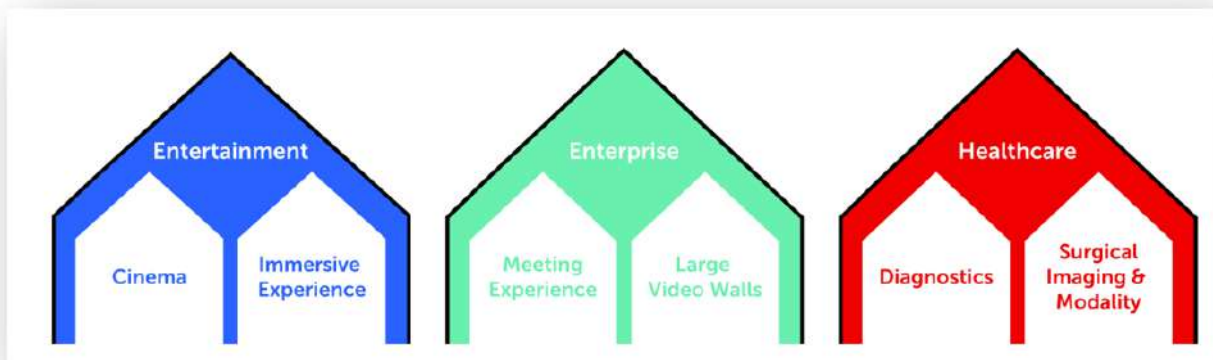 Entertainment
Cinema
Immersive
Experience
Enterprise
Meeting
Experience
Large
Video Walls
Healthcare
Diagnostics
Surgical
Imaging &
Modality